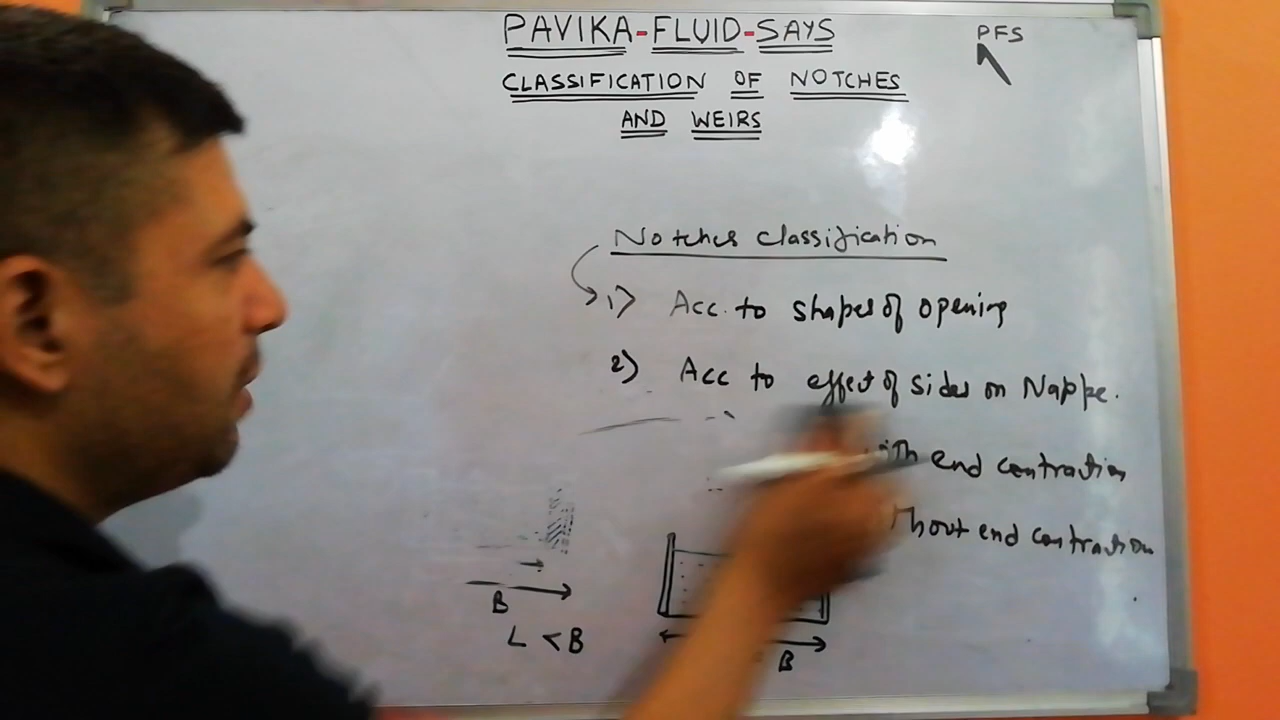 PAVIKA-FLUID-SAYS
PFS
CLASSIFICATION OF NOTCHES
AND WEIRS
Notches classification
1) Acc. to shapes of opening
2) Acc to effect of sides on Nappe.
end contraction
end contraction
B
L < B
B